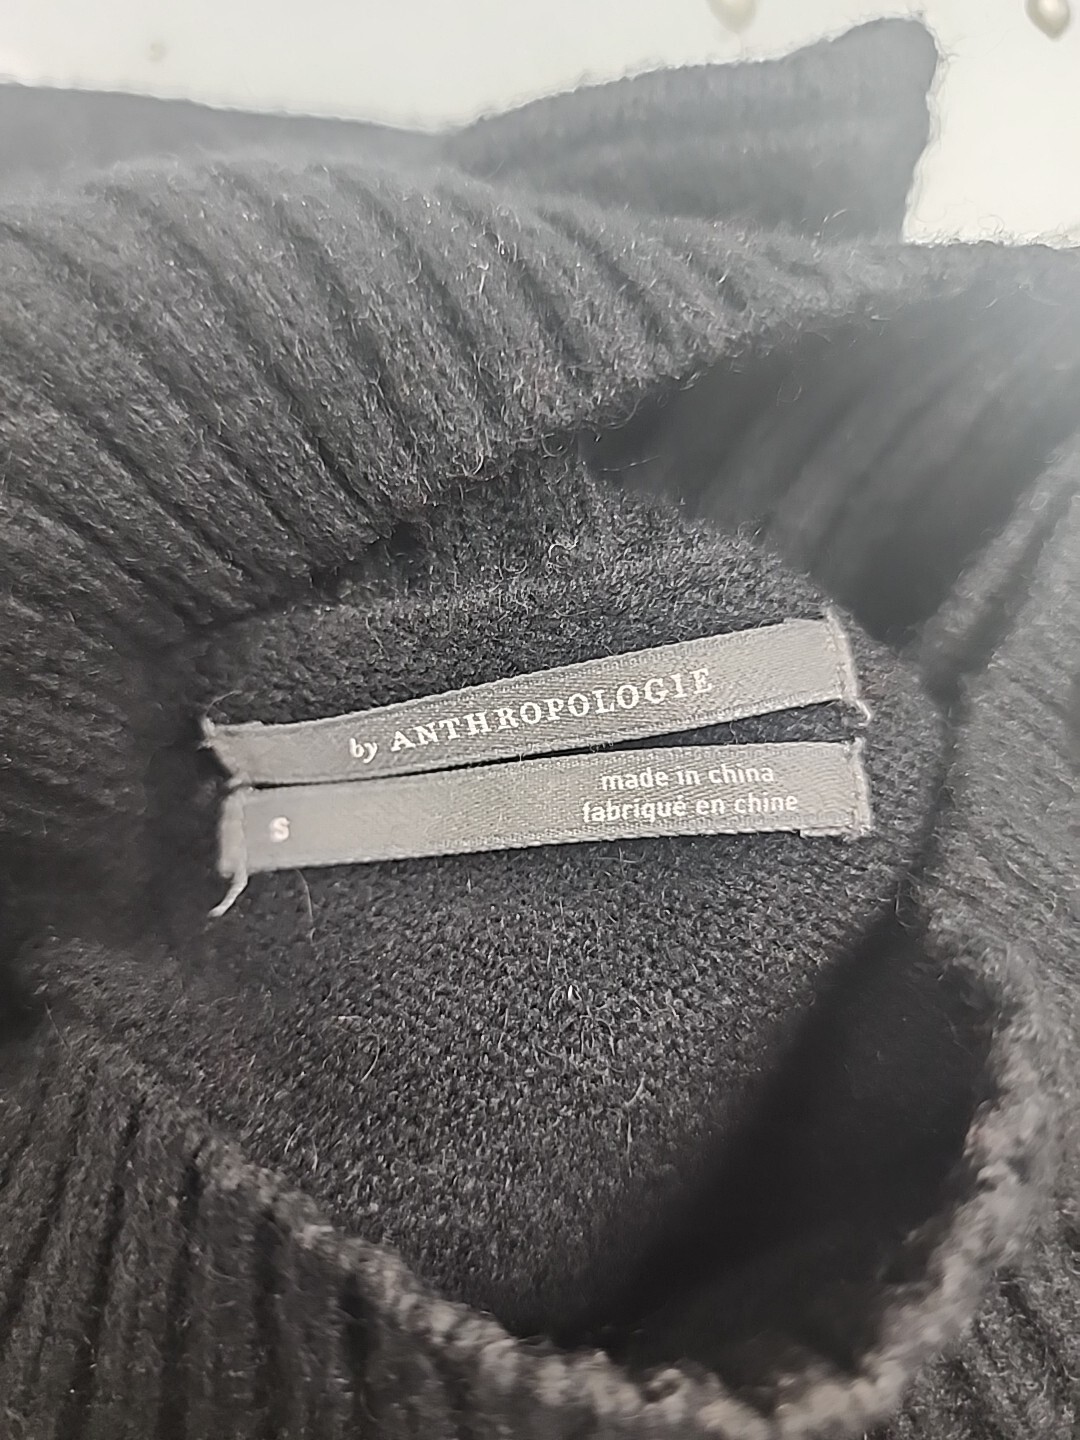 by ANTHROPOLOGIE
made in china
fabriqué en chine
S